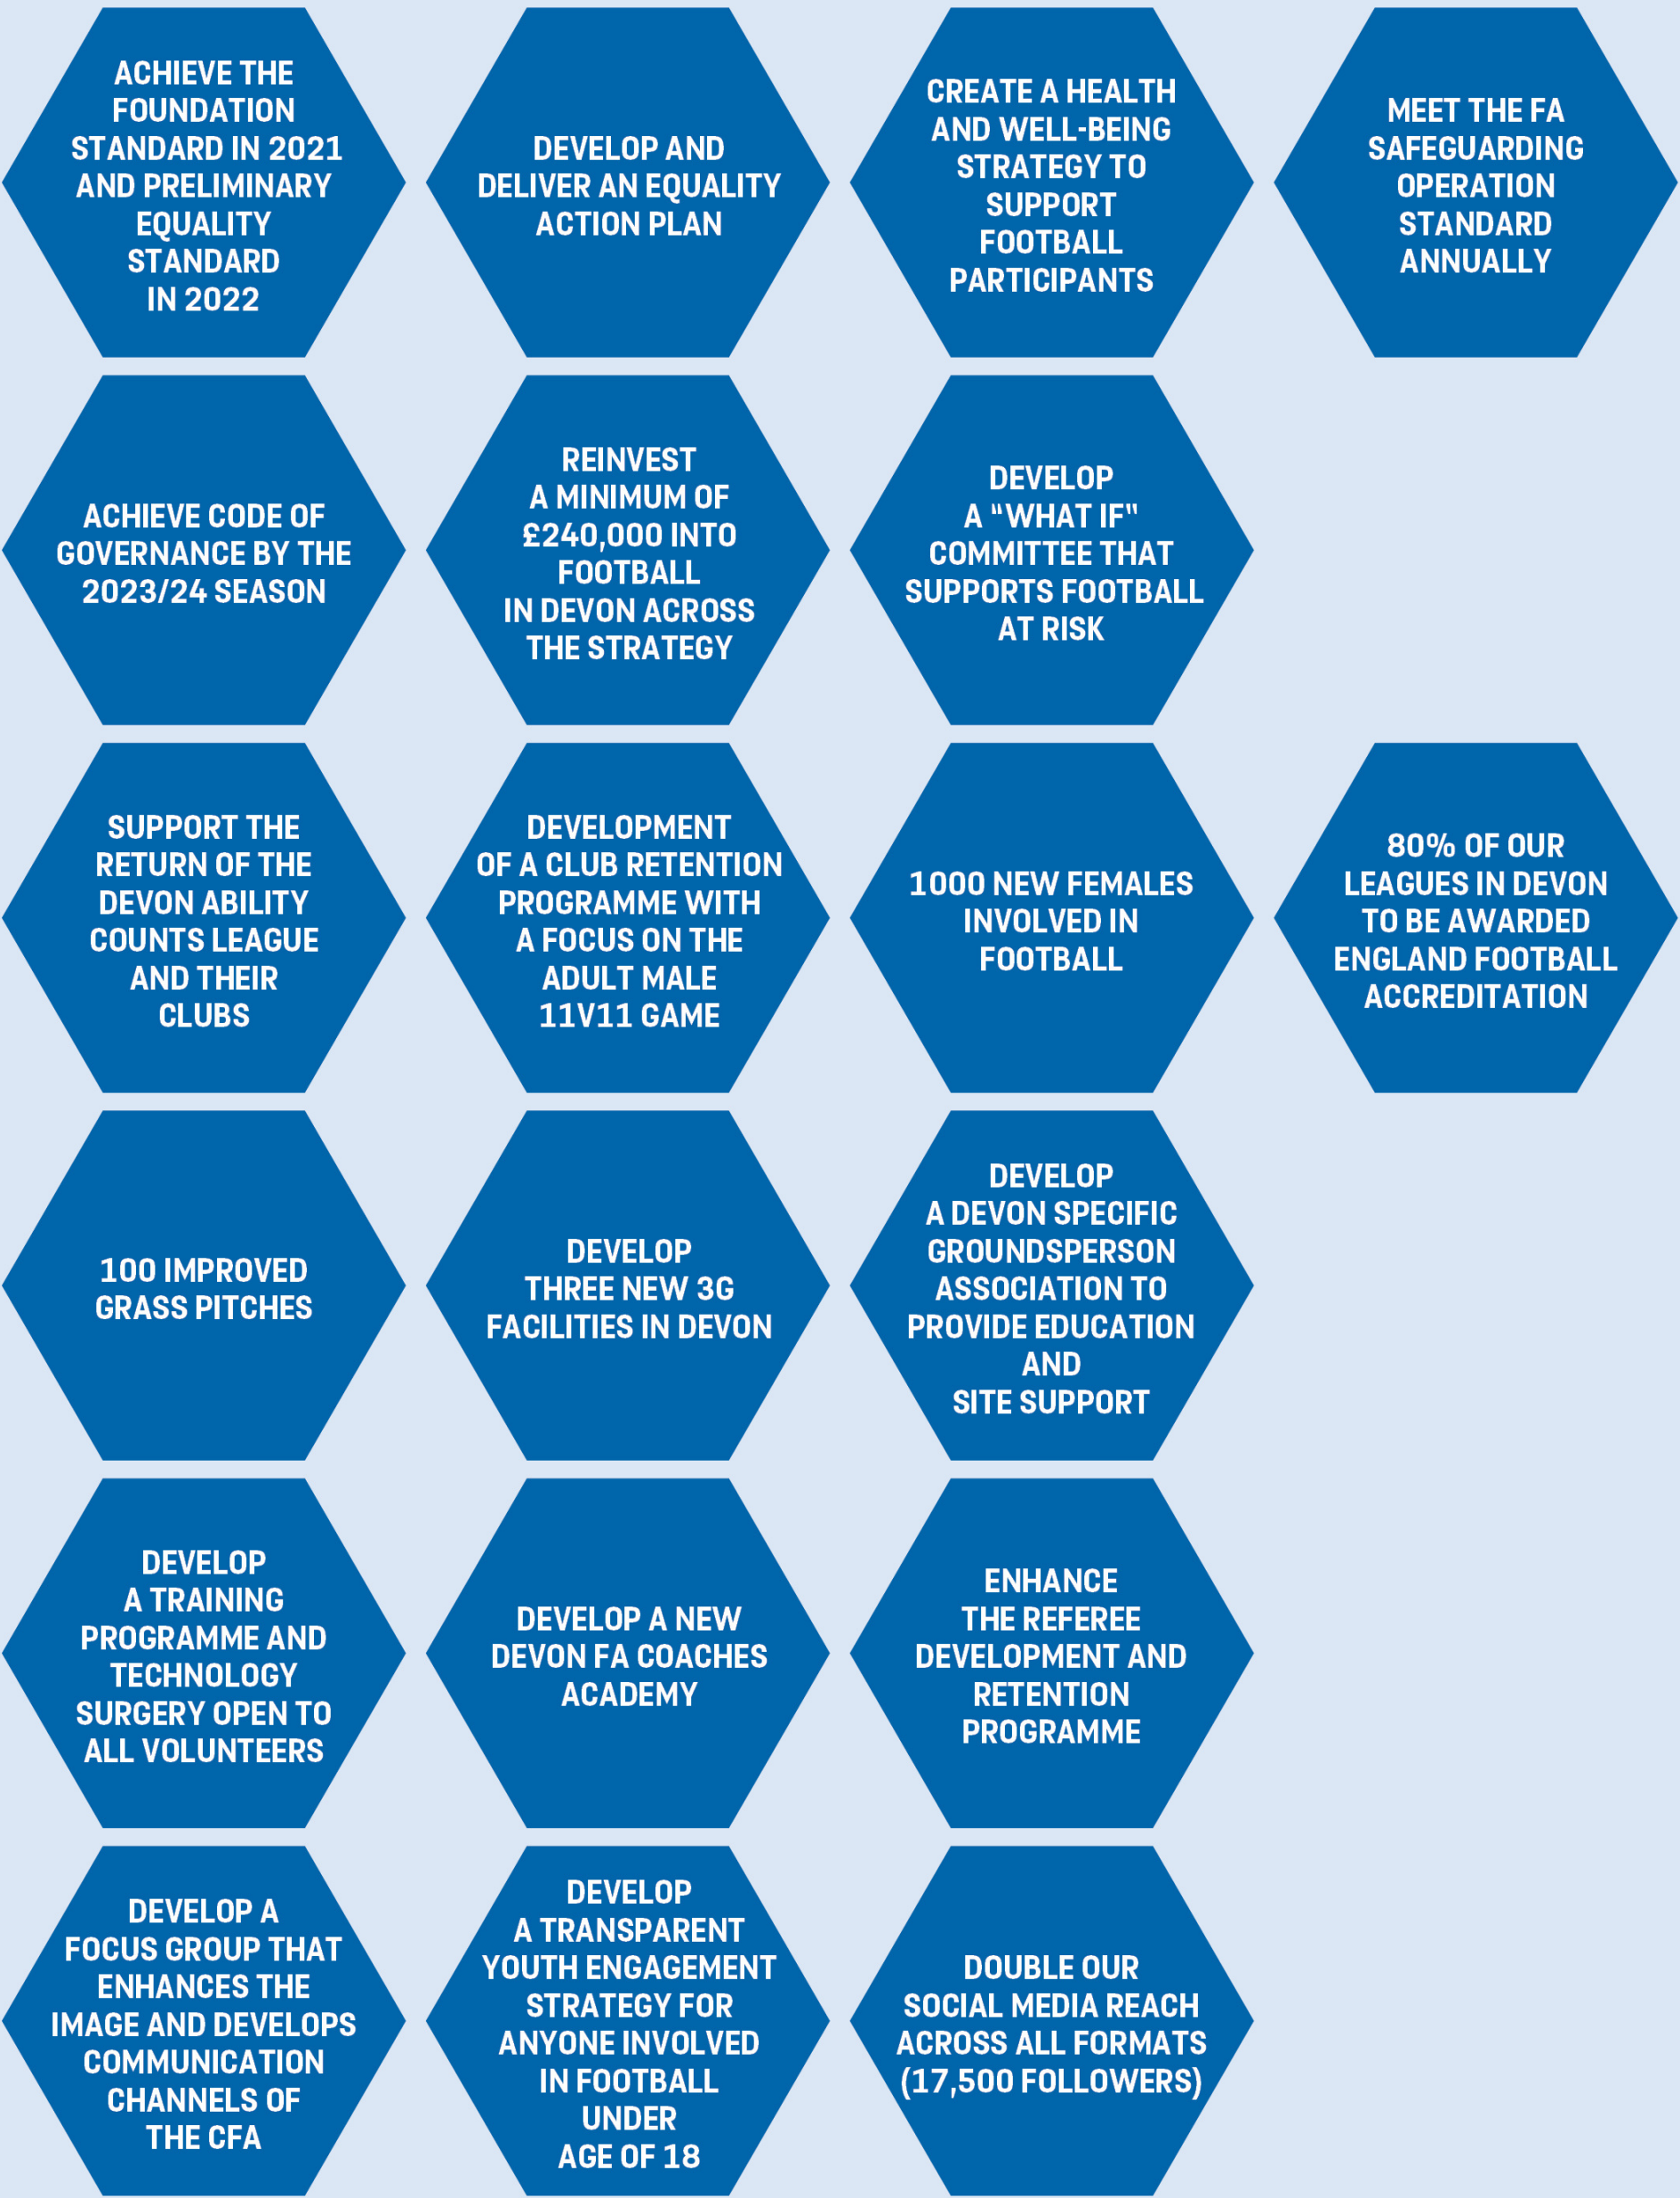 ACHIEVE THE
FOUNDATION
STANDARD IN 2021
AND PRELIMINARY
EQUALITY
STANDARD
IN 2022
DEVELOP AND
DELIVER AN EQUALITY
ACTION PLAN
CREATE A HEALTH
AND WELL-BEING
STRATEGY TO
SUPPORT
FOOTBALL
PARTICIPANTS
MEET THE FA
SAFEGUARDING
OPERATION
STANDARD
ANNUALLY
ACHIEVE CODE OF
GOVERNANCE BY THE
2023/24 SEASON
REINVEST
A MINIMUM OF
£240,000 INTO
FOOTBALL
IN DEVON ACROSS
THE STRATEGY
DEVELOP
A “WHAT IF"
COMMITTEE THAT
SUPPORTS FOOTBALL
AT RISK
SUPPORT THE
RETURN OF THE
DEVON ABILITY
COUNTS LEAGUE
AND THEIR
CLUBS
DEVELOPMENT
OF A CLUB RETENTION
PROGRAMME WITH
A FOCUS ON THE
ADULT MALE
11V11 GAME
1000 NEW FEMALES
INVOLVED IN
FOOTBALL
80% OF OUR
LEAGUES IN DEVON
TO BE AWARDED
ENGLAND FOOTBALL
ACCREDITATION
100 IMPROVED
GRASS PITCHES
DEVELOP
THREE NEW 3G
FACILITIES IN DEVON
DEVELOP
A DEVON SPECIFIC
GROUNDSPERSON
ASSOCIATION TO
PROVIDE EDUCATION
AND
SITE SUPPORT
DEVELOP
A TRAINING
PROGRAMME AND
TECHNOLOGY
SURGERY OPEN TO
ALL VOLUNTEERS
DEVELOP A NEW
DEVON FA COACHES
ACADEMY
ENHANCE
THE REFEREE
DEVELOPMENT AND
RETENTION
PROGRAMME
DEVELOP A
FOCUS GROUP THAT
ENHANCES THE
IMAGE AND DEVELOPS
COMMUNICATION
CHANNELS OF
THE CFA
DEVELOP
A TRANSPARENT
YOUTH ENGAGEMENT
STRATEGY FOR
ANYONE INVOLVED
IN FOOTBALL
UNDER
AGE OF 18
DOUBLE OUR
SOCIAL MEDIA REACH
ACROSS ALL FORMATS
(17,500 FOLLOWERS)